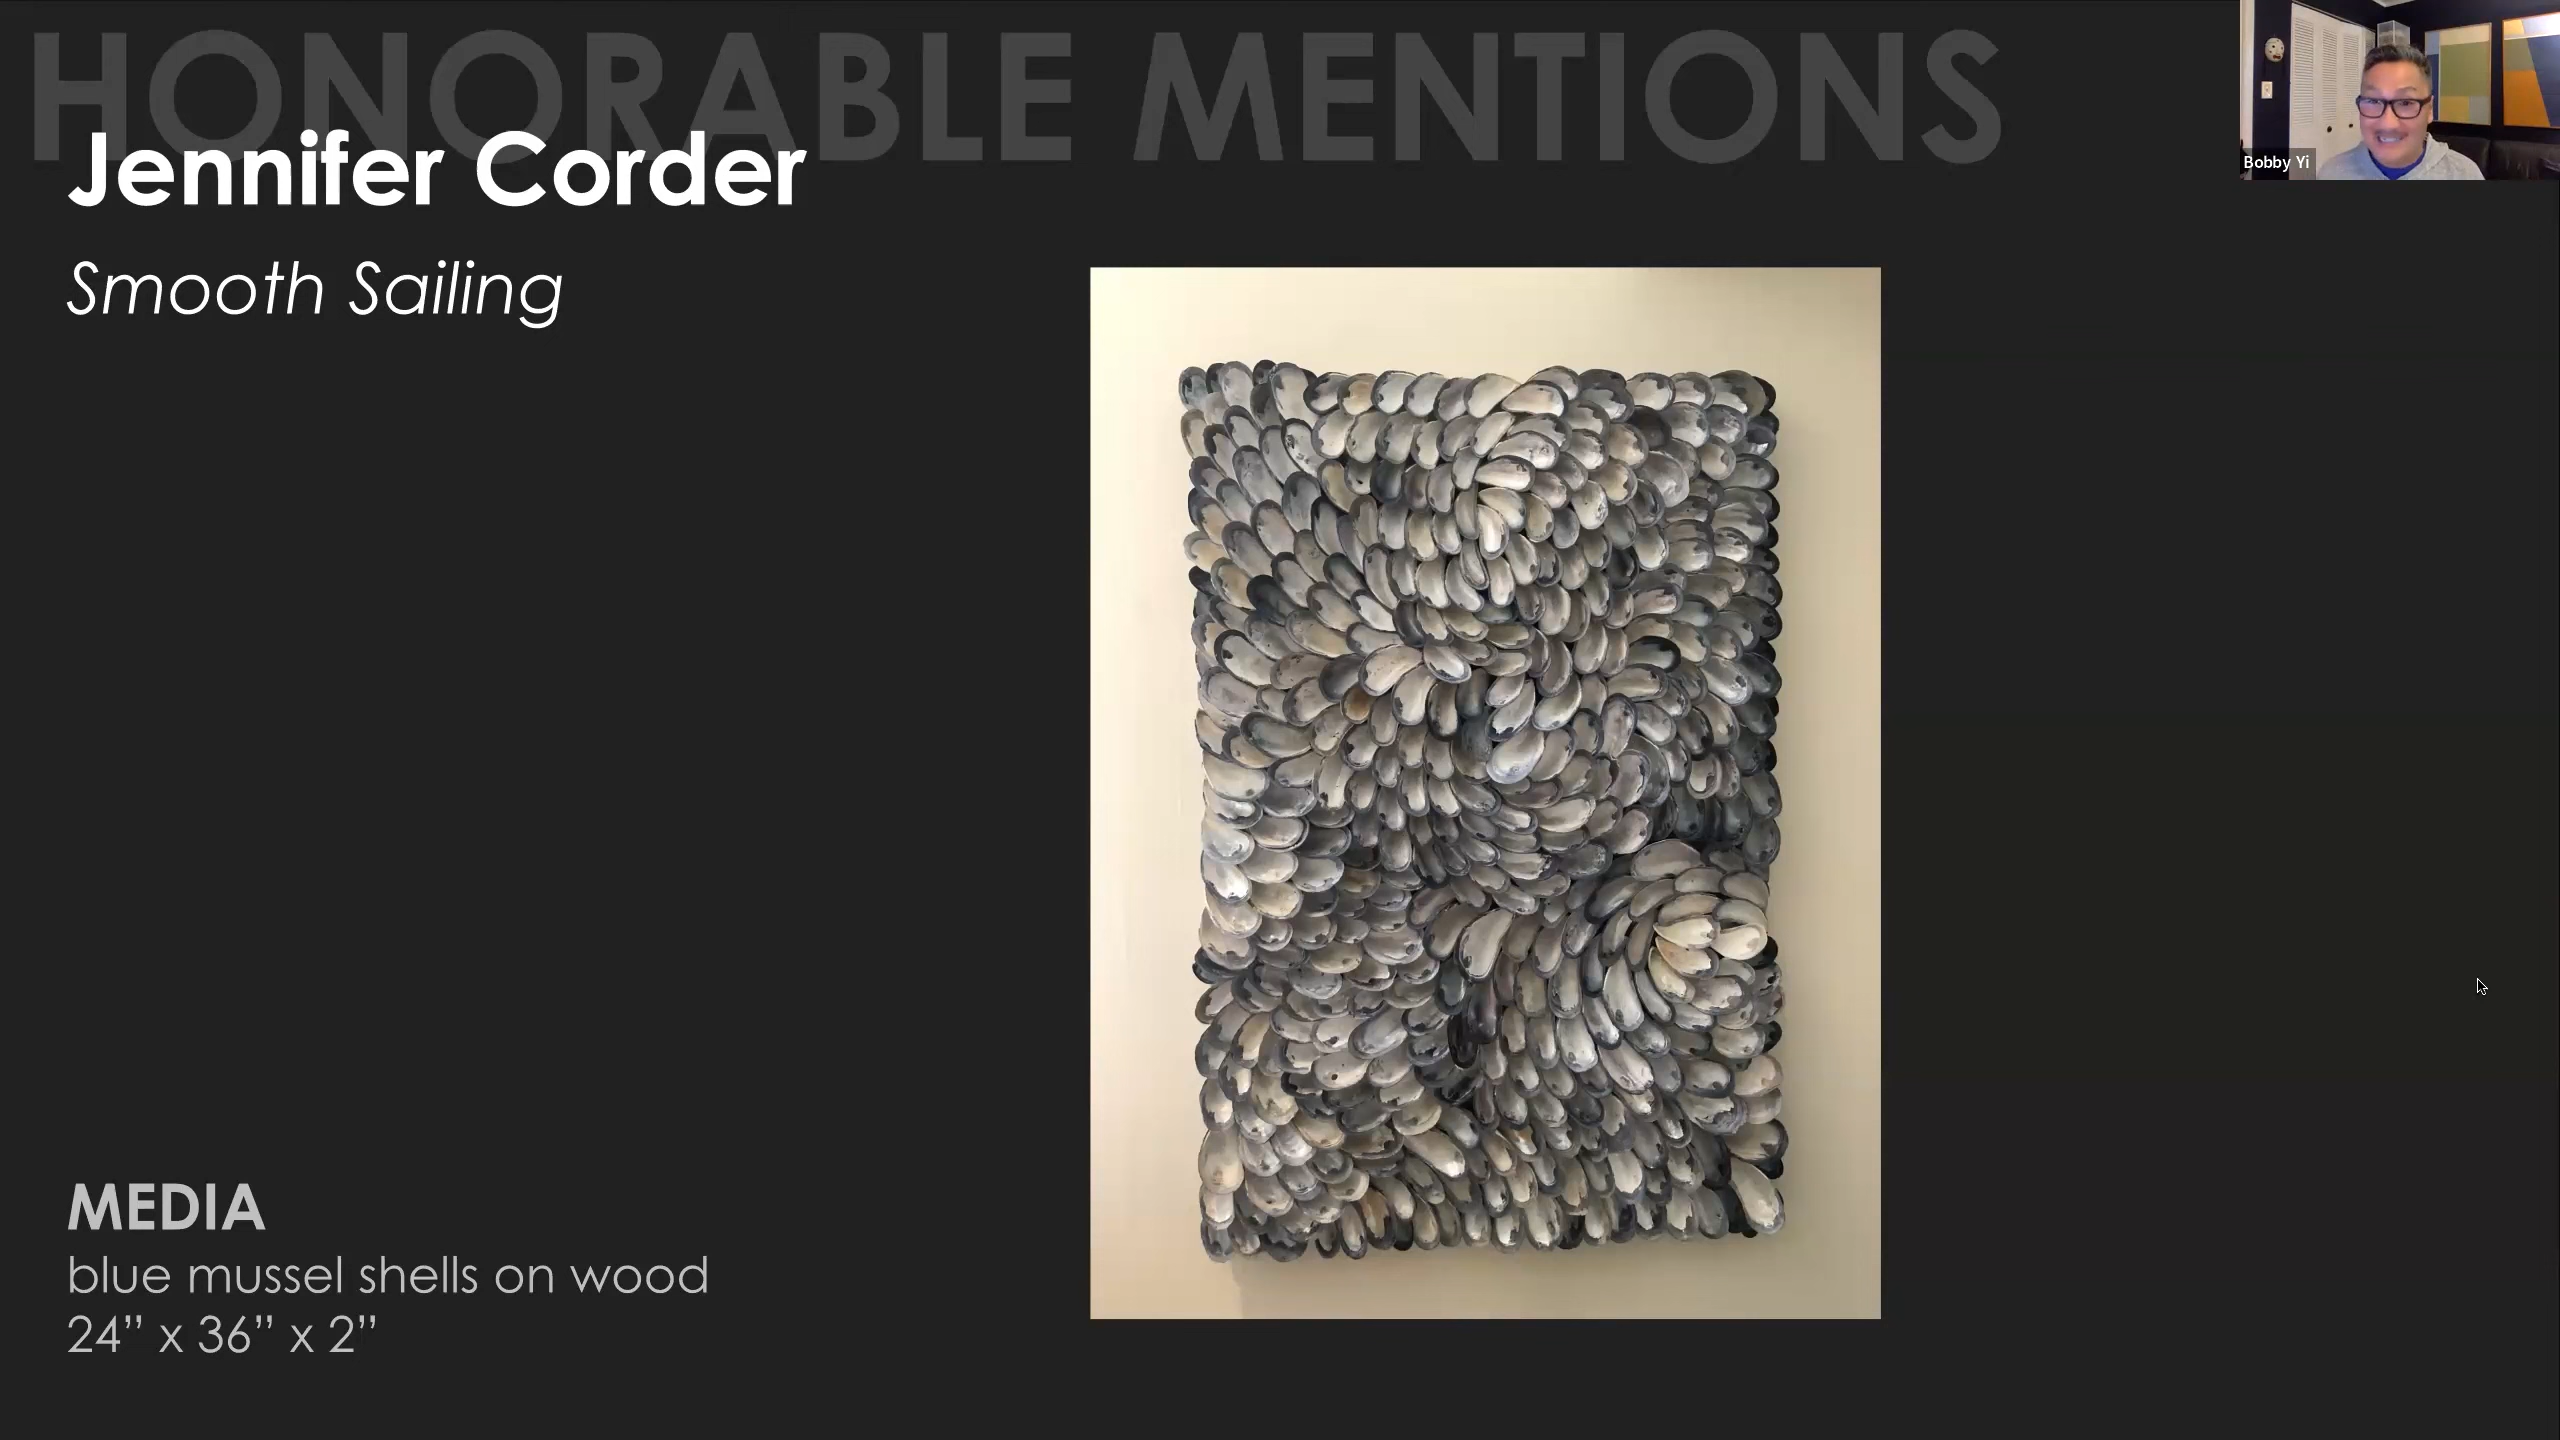 HONORABLE MENTIONS
Jennifer Corder
Smooth Sailing
MEDIA
blue mussel shells on wood
24” x 36” x 2”
Bobby Yi